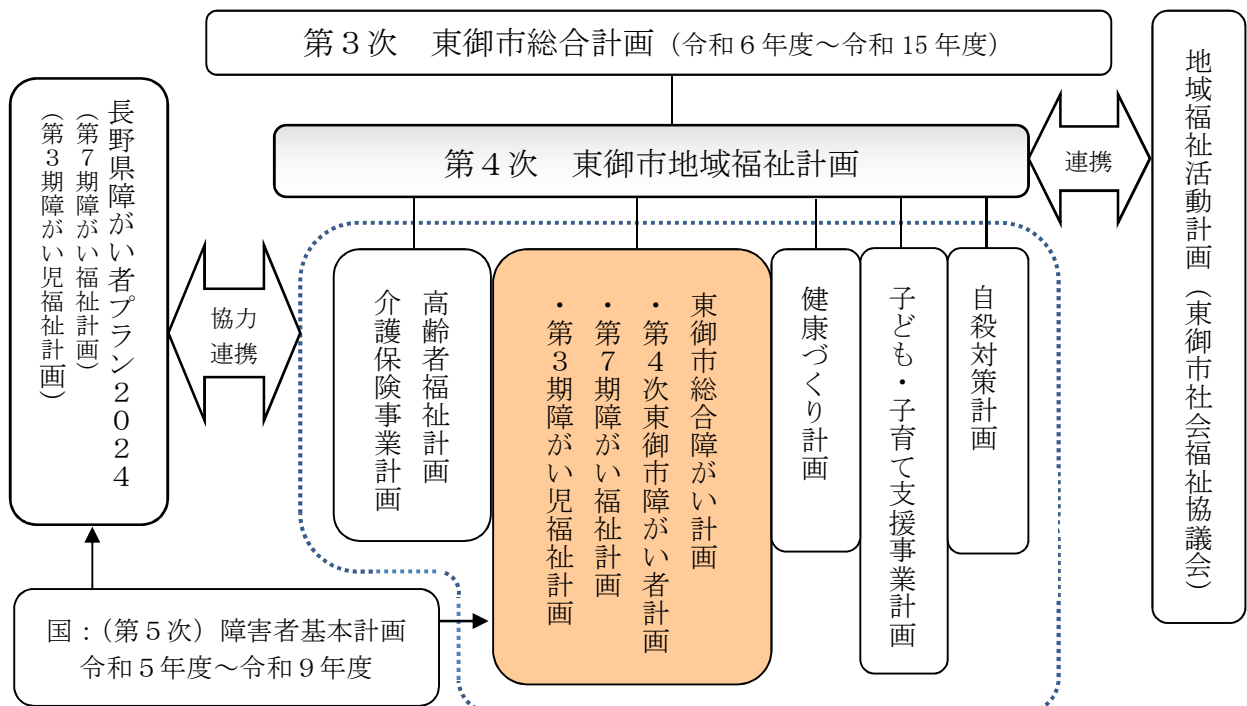 第３次　東御市総合計画（令和６年度～令和15年度）
第４次　東御市地域福祉計画
連携
地域福祉活動計画（東御市社会福祉協議会）
長野県障がい者プラン２０２４
（第７期障がい福祉計画）
（第３期障がい児福祉計画）
協力
連携
高齢者福祉計画
介護保険事業計画
東御市総合障がい計画
・第４次東御市障がい者計画
・第７期障がい福祉計画
・第３期障がい児福祉計画
健康づくり計画
子ども・子育て支援事業計画
自殺対策計画
国：（第５次）障害者基本計画
令和５年度～令和９年度